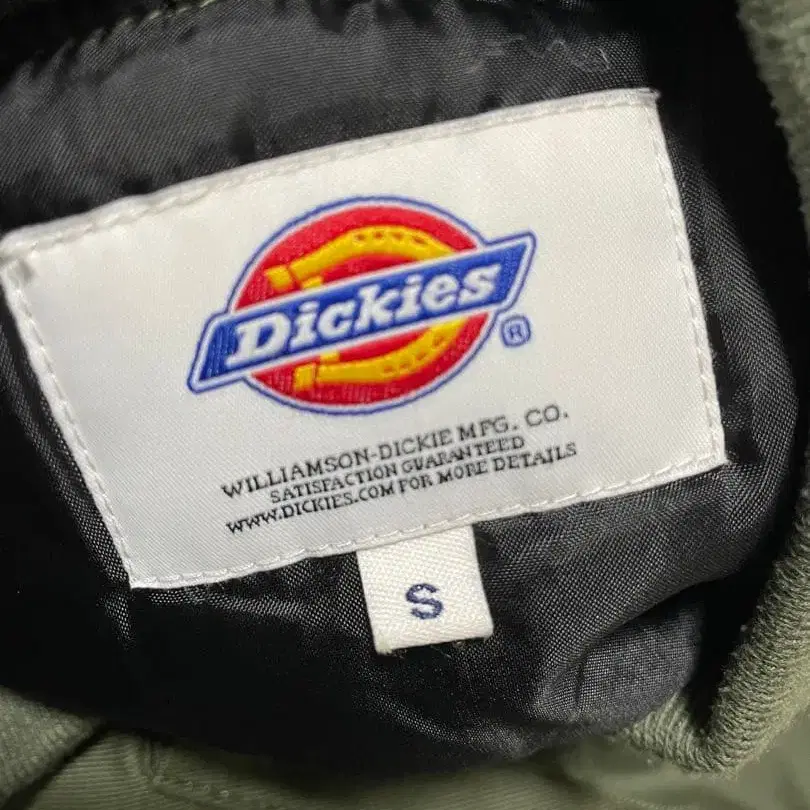 Dickies
®
WILLIAMSON-DICKIE MFG. CO.
SATISFACTION GUARANTEED
WWW.DICKIES.COM FOR MORE DETAILS
S